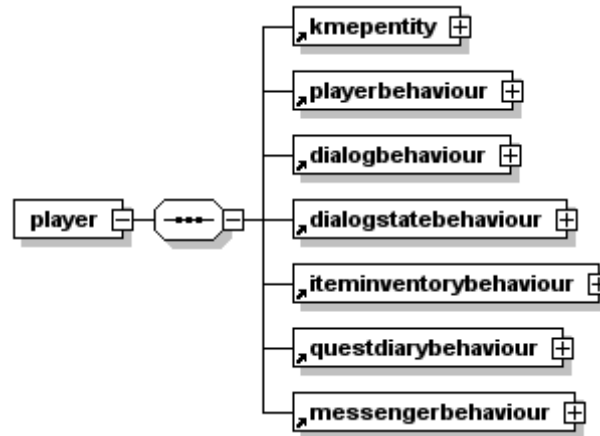 kmepentity
playerbehaviour
dialogbehaviour
player
dialogstatebehaviour
iteminventorybehaviour
questdiarybehaviour
messengerbehaviour